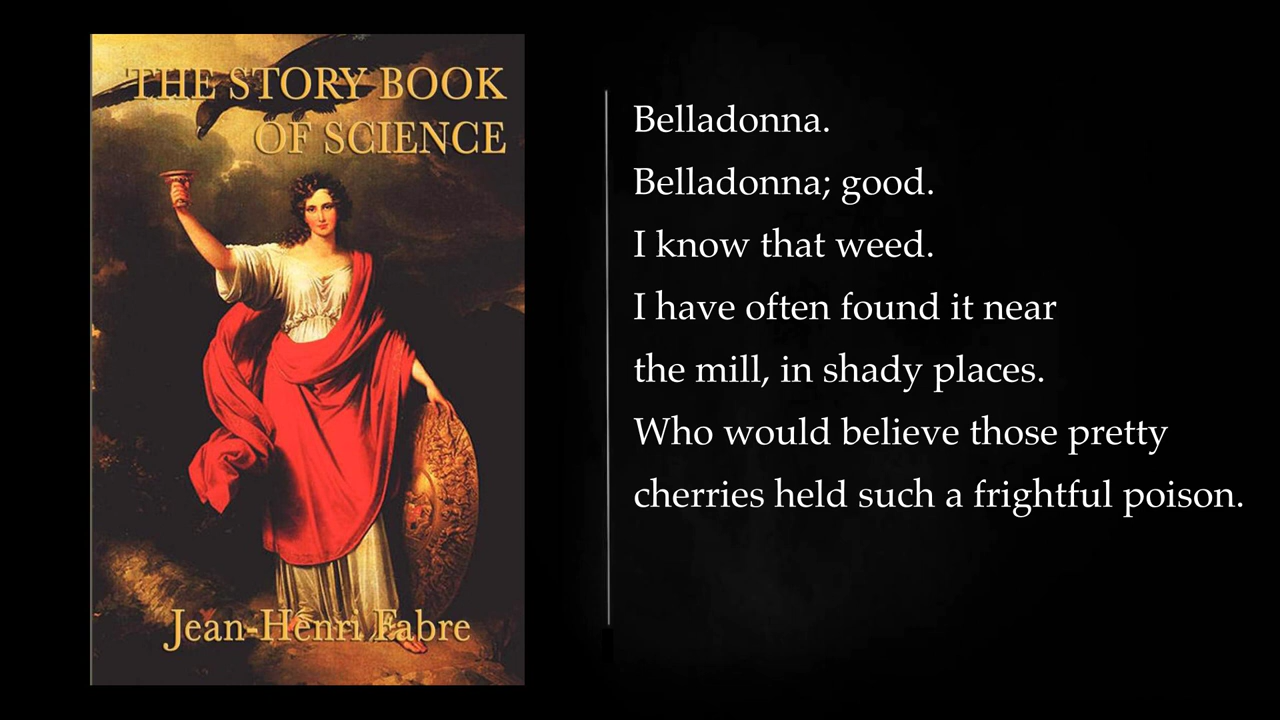 THE STORY BOOK
OF SCIENCE
Jean-Henri Fabre
Belladonna.
Belladonna; good.
I know that weed.
I have often found it near
the mill, in shady places.
Who would believe those pretty
cherries held such a frightful poison.